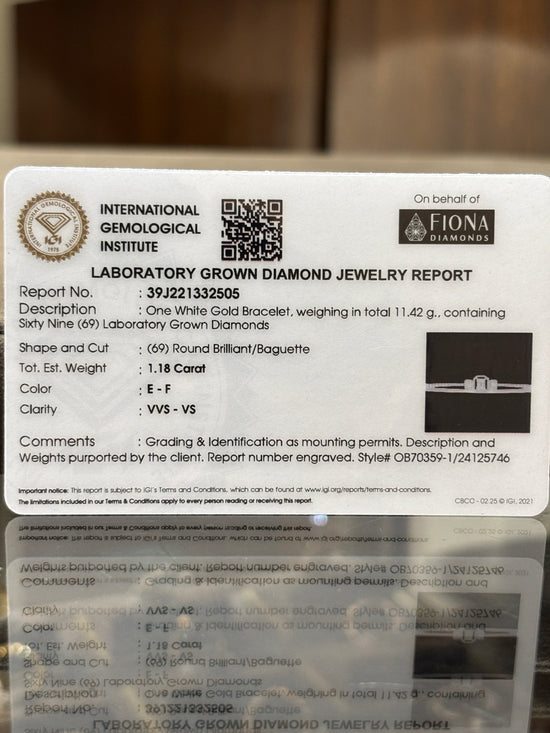 INTERNATIONAL GEMOLOGICAL INSTITUTE
IGI
1975
INTERNATIONAL
GEMOLOGICAL
INSTITUTE
On behalf of
FIONA
DIAMONDS
LABORATORY GROWN DIAMOND JEWELRY REPORT
Report No. : 39J221332505
Description : One White Gold Bracelet, weighing in total 11.42 g., containing
Sixty Nine (69) Laboratory Grown Diamonds
Shape and Cut : (69) Round Brilliant/Baguette
Tot. Est. Weight : 1.18 Carat
Color : E - F
Clarity : VVS - VS
Comments : Grading & Identification as mounting permits. Description and
Weights purported by the client. Report number engraved. Style# OB70359-1/24125746
Important notice: This report is subject to IGI's Terms and Conditions, which can be found at www.igi.org/reports/terms-and-conditions.
The limitations included in our Terms & Conditions apply to every person reading or receiving this report.
CBCO - 02.25 © IGI, 2021